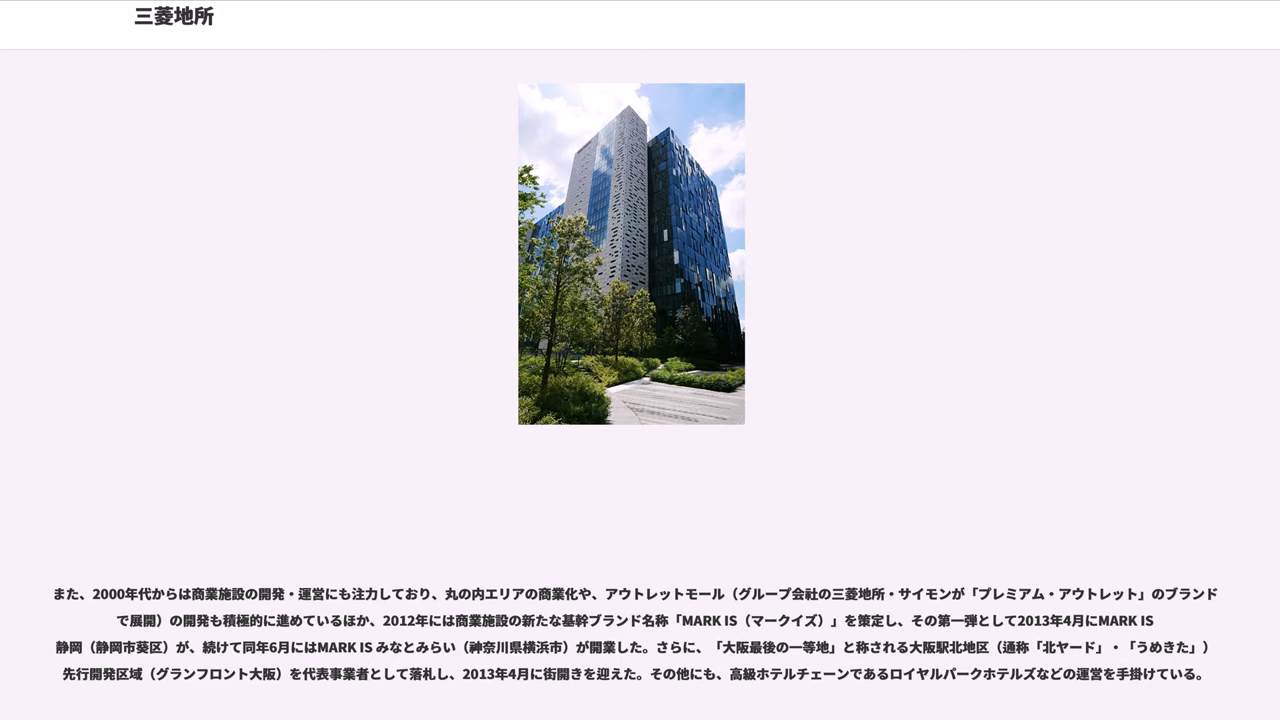 三菱地所
また、2000年代からは商業施設の開発・運営にも注力しており、丸の内エリアの商業化や、アウトレットモール（グループ会社の三菱地所・サイモンが「プレミアム・アウトレット」のブランド
で展開）の開発も積極的に進めているほか、2012年には商業施設の新たな基幹ブランド名称「MARK IS（マークイズ）」を策定し、その第一弾として2013年4月にMARK IS
静岡（静岡市葵区）が、続けて同年6月にはMARK IS みなとみらい（神奈川県横浜市）が開業した。さらに、「大阪最後の一等地」と称される大阪駅北地区（通称「北ヤード」・「うめきた」）
先行開発区域（グランフロント大阪）を代表事業者として落札し、2013年4月に街開きを迎えた。その他にも、高級ホテルチェーンであるロイヤルパークホテルズなどの運営を手掛けている。